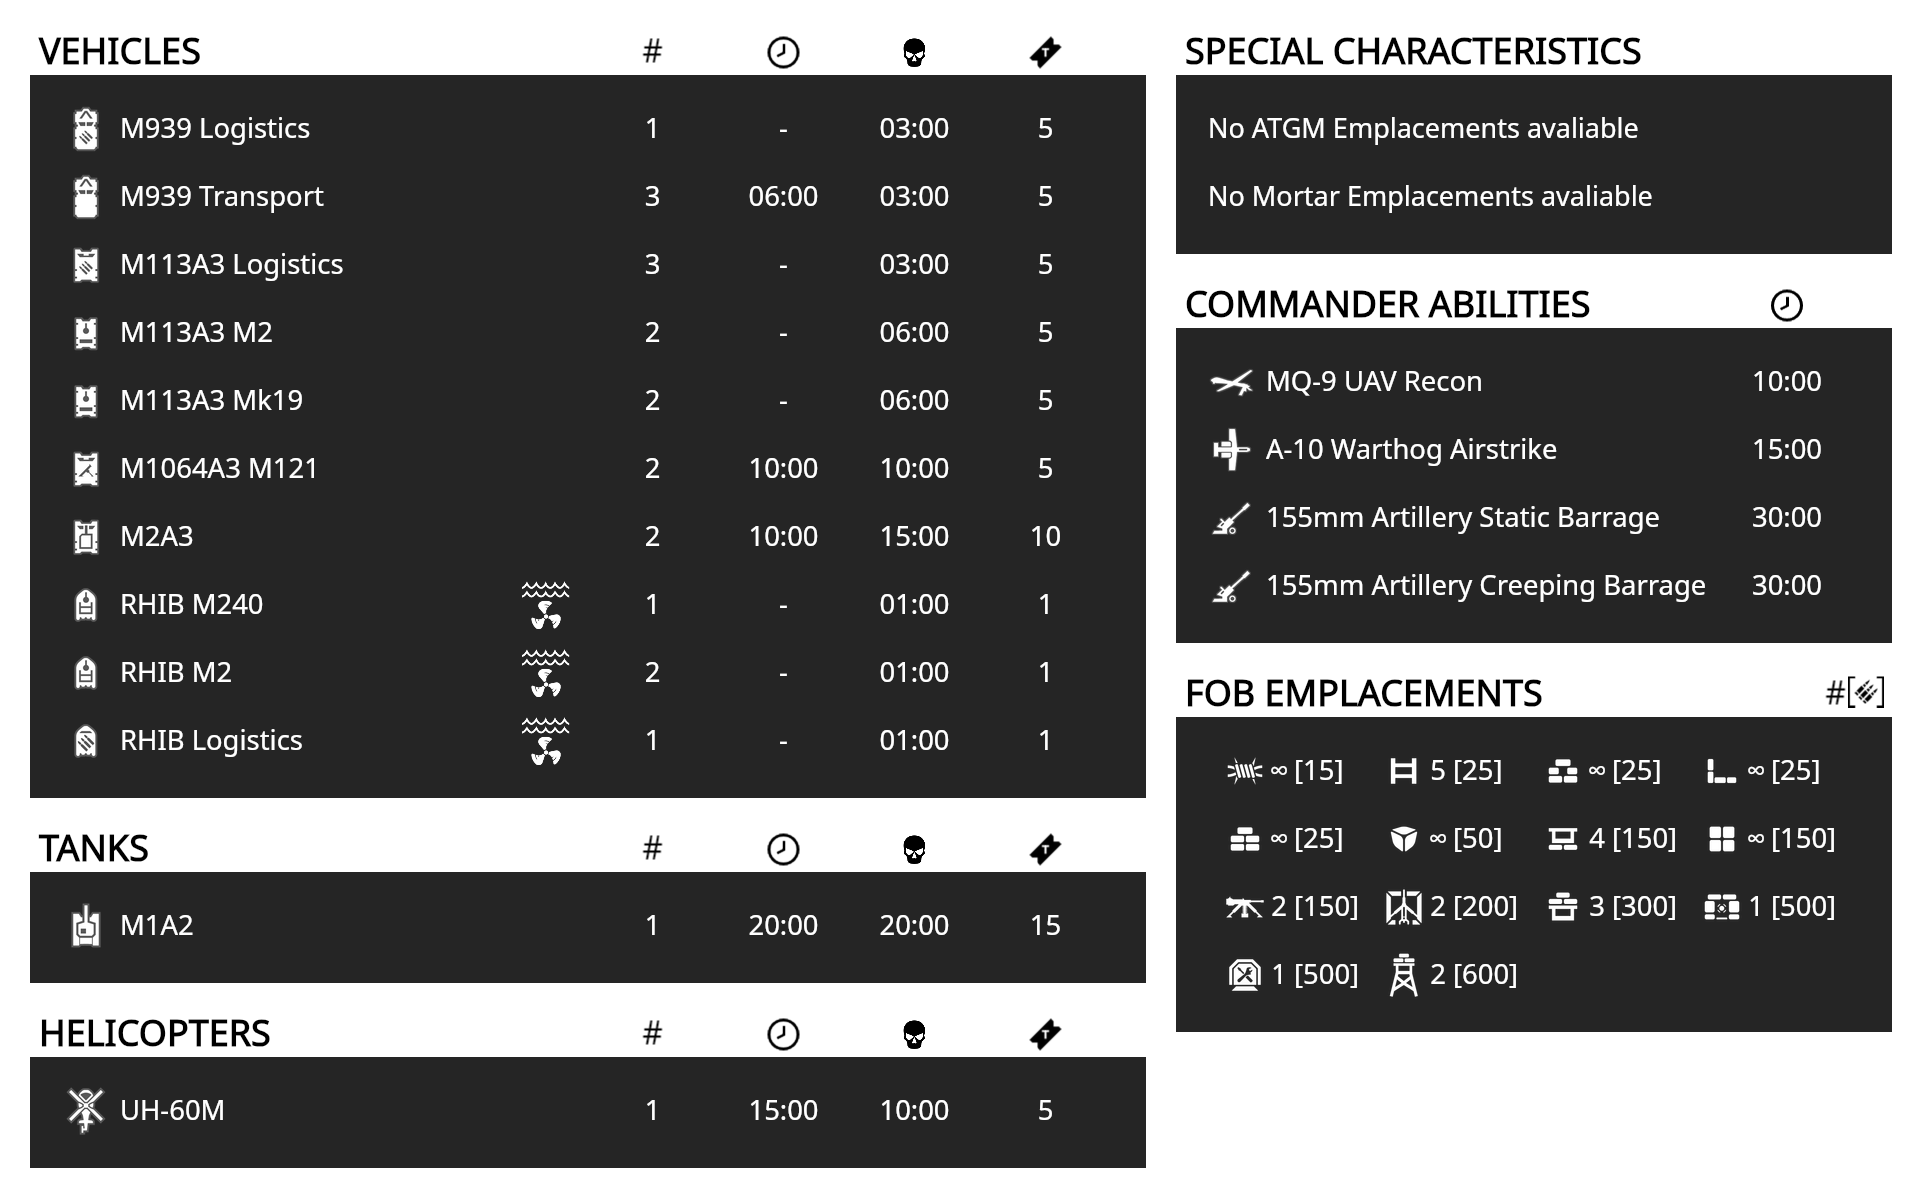 VEHICLES #
M939 Logistics 1 - 03:00 5
M939 Transport 3 06:00 03:00 5
M113A3 Logistics 3 - 03:00 5
M113A3 M2 2 - 06:00 5
M113A3 Mk19 2 - 06:00 5
M1064A3 M121 2 10:00 10:00 5
M2A3 2 10:00 15:00 10
RHIB M240 1 - 01:00 1
RHIB M2 2 - 01:00 1
RHIB Logistics 1 - 01:00 1
TANKS #
M1A2 1 20:00 20:00 15
HELICOPTERS #
UH-60M 1 15:00 10:00 5
SPECIAL CHARACTERISTICS
No ATGM Emplacements avaliable
No Mortar Emplacements avaliable
COMMANDER ABILITIES
MQ-9 UAV Recon 10:00
A-10 Warthog Airstrike 15:00
155mm Artillery Static Barrage 30:00
155mm Artillery Creeping Barrage 30:00
FOB EMPLACEMENTS #[]
∞ [15] 5 [25] ∞ [25] ∞ [25]
∞ [25] ∞ [50] 4 [150] ∞ [150]
2 [150] 2 [200] 3 [300] 1 [500]
1 [500] 2 [600]